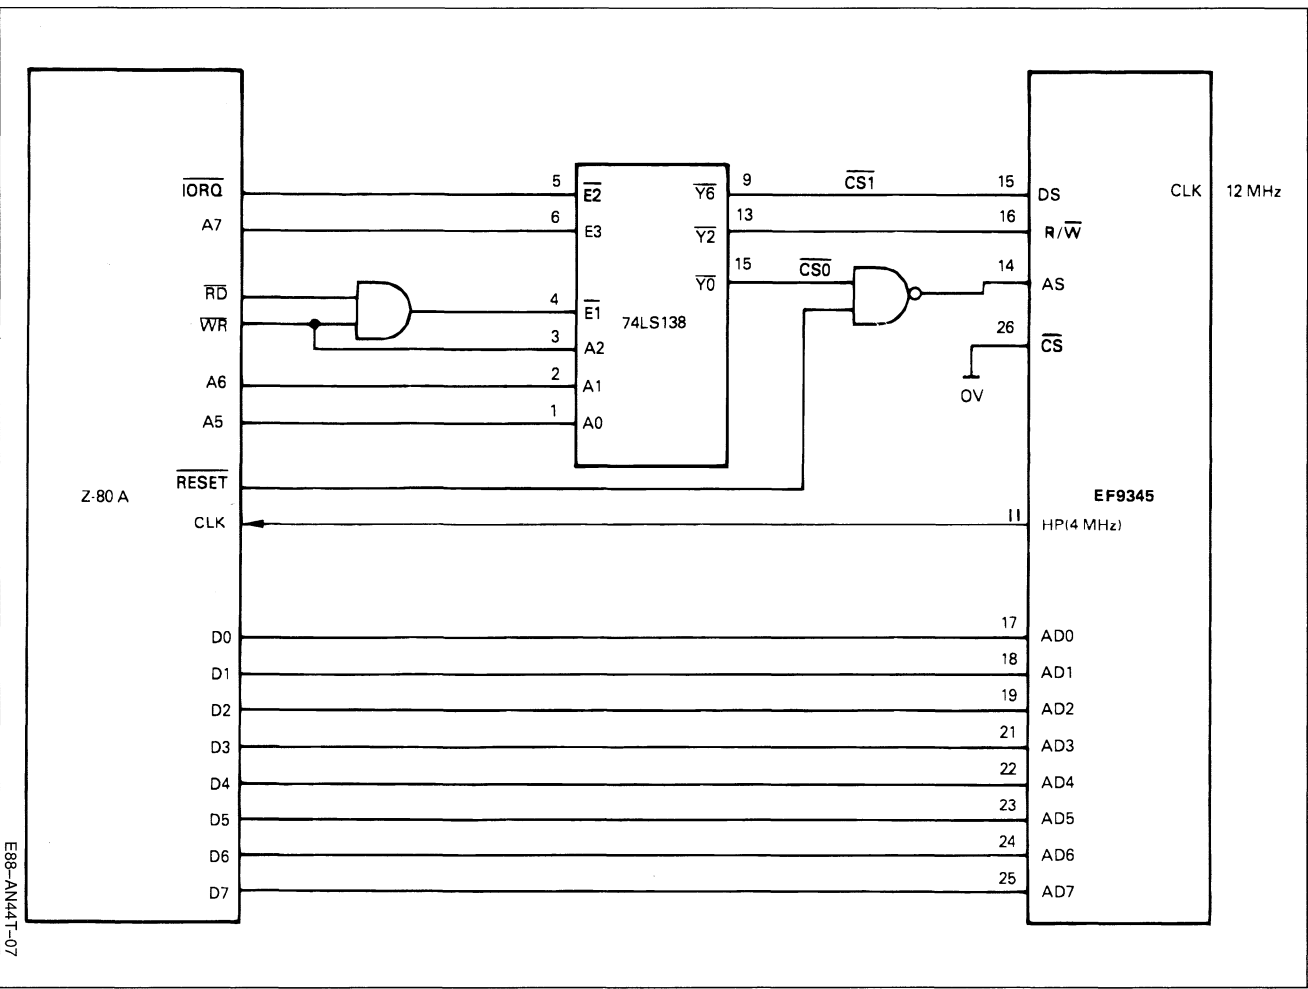 Z-80 A
IORQ
A7
RD
WR
A6
A5
RESET
CLK
D0
D1
D2
D3
D4
D5
D6
D7
5
6
4
3
2
1
E2
E3
E1
A2
A1
A0
74LS138
Y6
Y2
Y0
9
13
15
CS1
CS0
15
16
14
26
0V
11
17
18
19
21
22
23
24
25
DS
R/W
AS
CS
EF9345
HP(4 MHz)
AD0
AD1
AD2
AD3
AD4
AD5
AD6
AD7
CLK
12 MHz
E88–AN44T–07